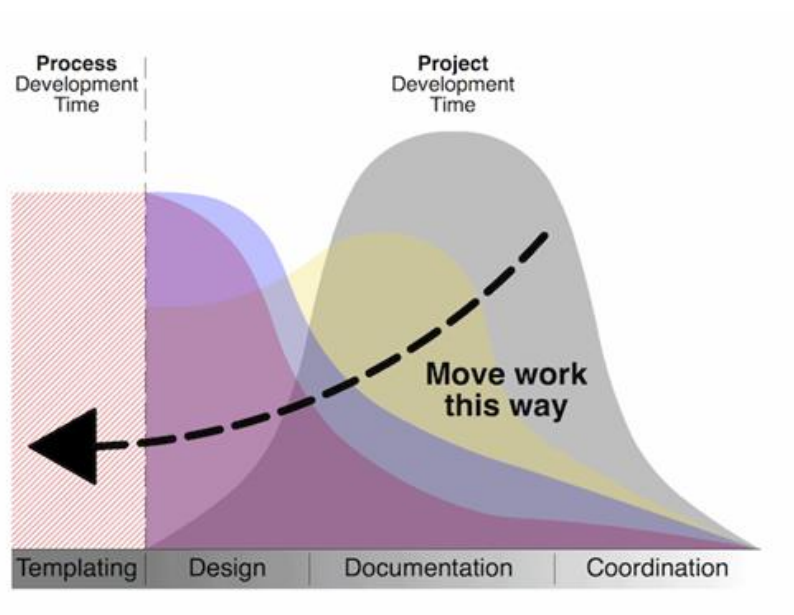 Process
Development
Time
Project
Development
Time
Move work
this way
Templating
Design
Documentation
Coordination